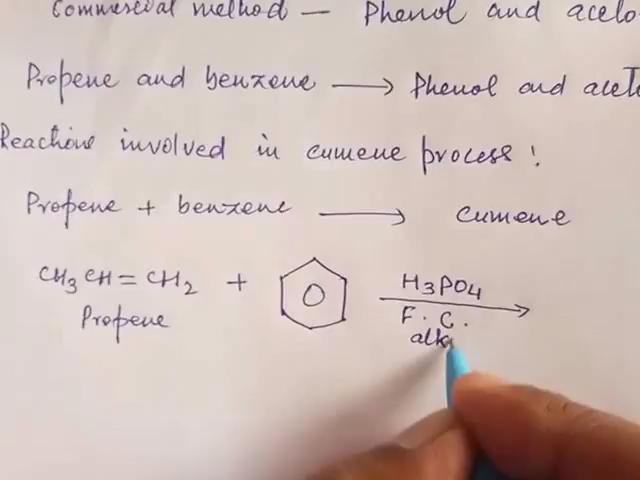 Commercial method — Phenol and aceto
Propene and benzene ⟶ Phenol and aceto
Reactions involved in cumene process :
Propene + benzene ⟶ cumene
CH3CH=CH2 + H3PO4
Propene F. C.
alk